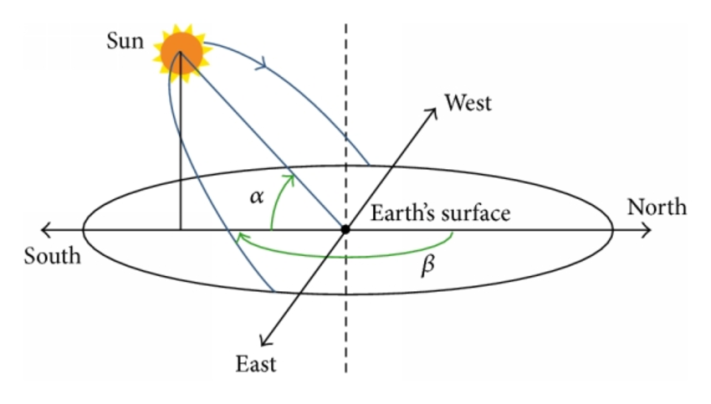 Sun
West
α
Earth's surface
North
South
β
East